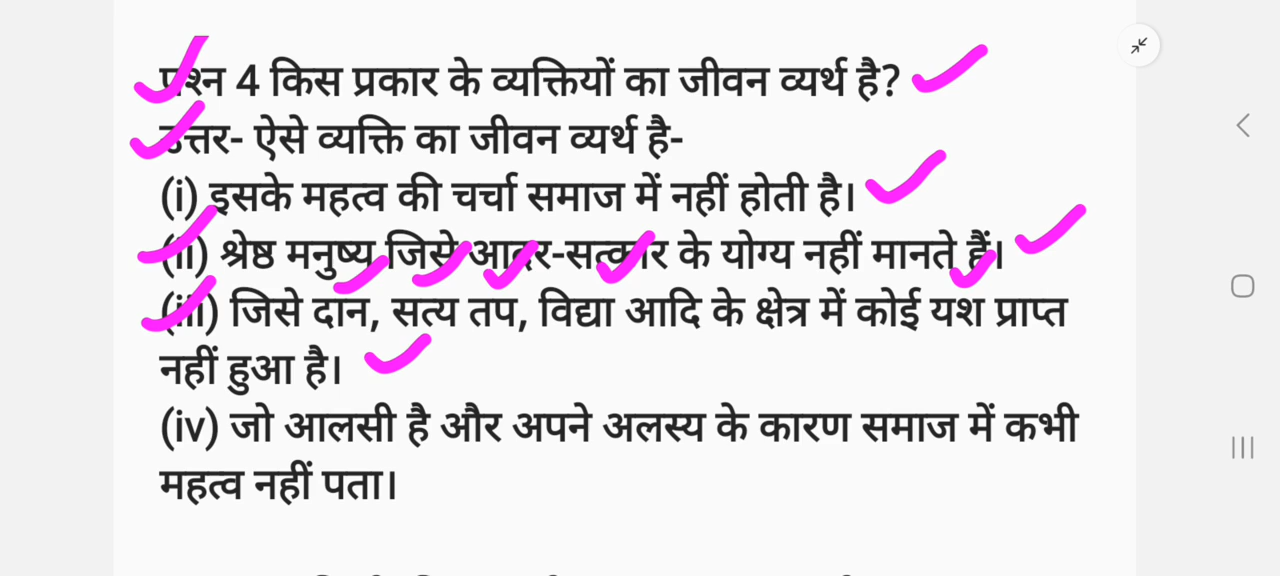 प्रश्न 4 किस प्रकार के व्यक्तियों का जीवन व्यर्थ है?
उत्तर- ऐसे व्यक्ति का जीवन व्यर्थ है-
(i) इसके महत्व की चर्चा समाज में नहीं होती है।
(ii) श्रेष्ठ मनुष्य जिसे आदर-सत्कार के योग्य नहीं मानते हैं।
(iii) जिसे दान, सत्य तप, विद्या आदि के क्षेत्र में कोई यश प्राप्त
नहीं हुआ है।
(iv) जो आलसी है और अपने अलस्य के कारण समाज में कभी
महत्व नहीं पता।